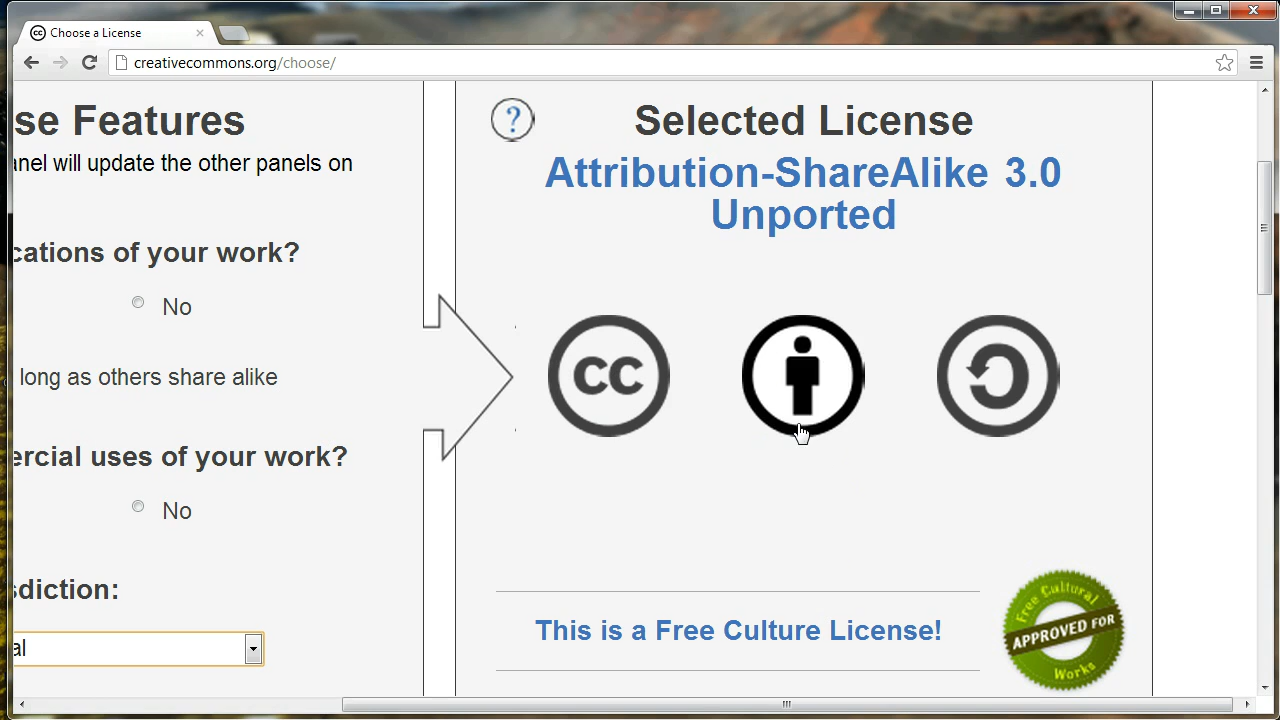 Choose a License
creativecommons.org/choose/
se Features
anel will update the other panels on
cations of your work?
No
long as others share alike
ercial uses of your work?
No
sdiction:
al
?
Selected License
Attribution-ShareAlike 3.0
Unported
cc
This is a Free Culture License!
Free Cultural
APPROVED FOR
Works